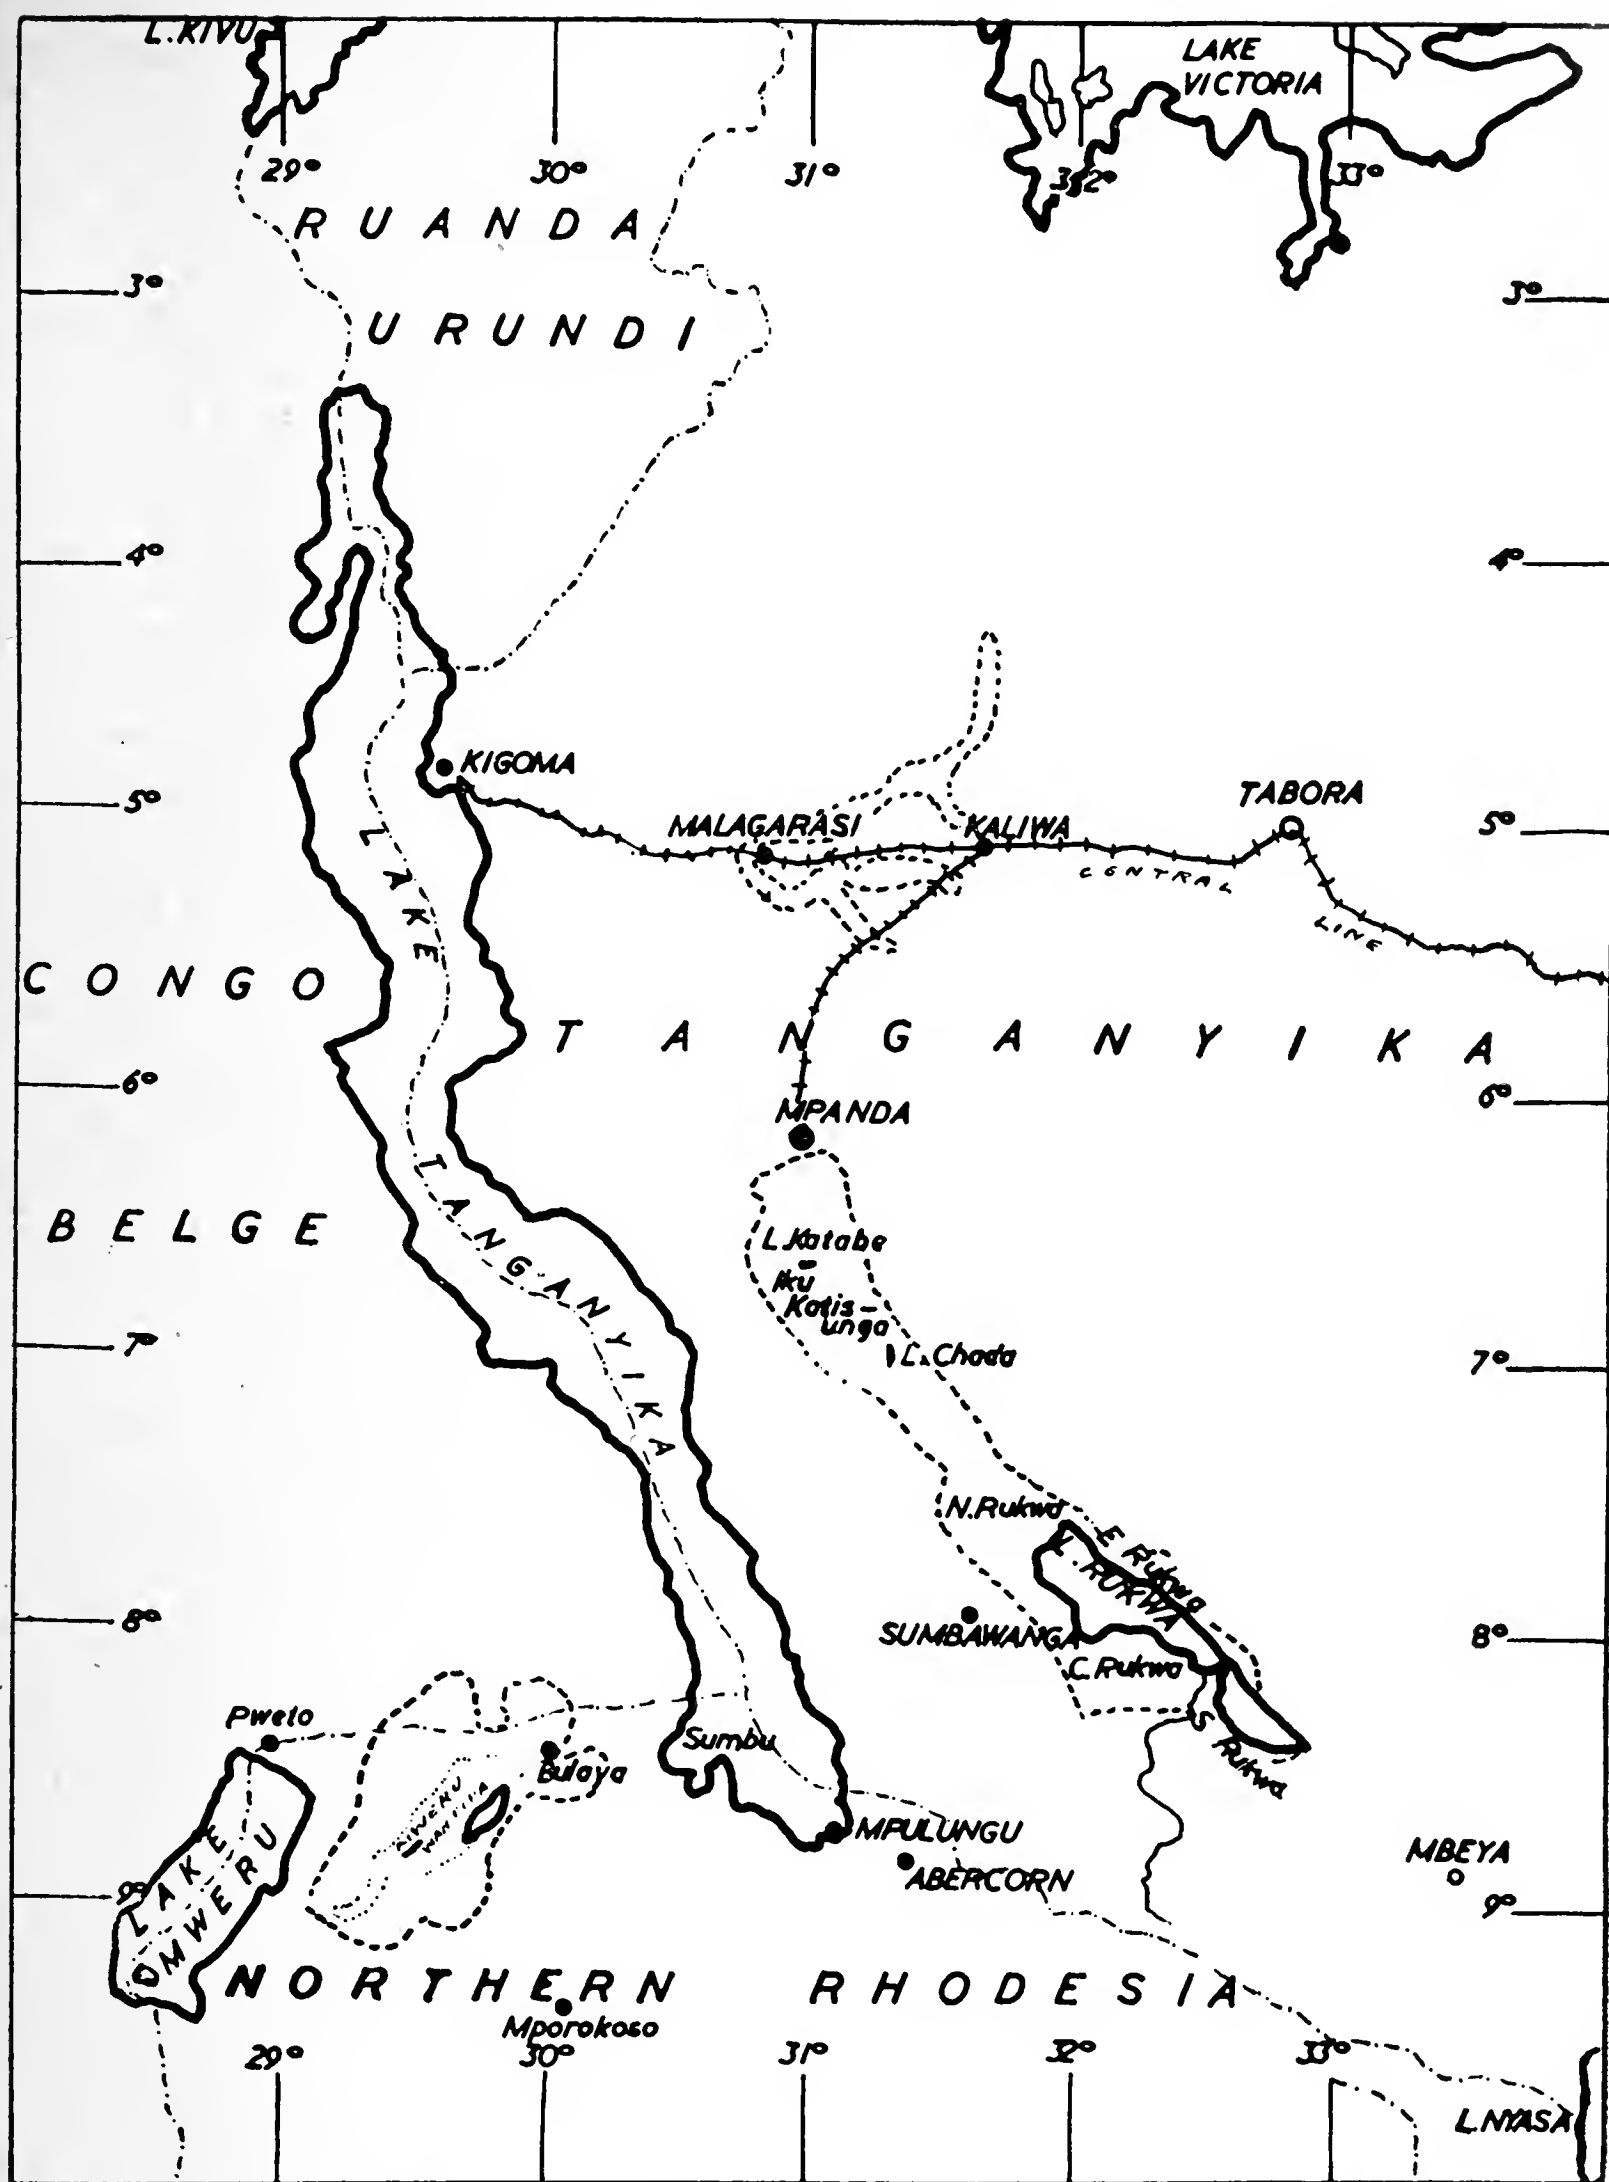 L.KIVU
LAKE
VICTORIA
29° 30° 31° 32° 33°
RUANDA
3° 3°
URUNDI
4° 4°
KIGOMA
5° 5°
TABORA
MALAGARASI KALIWA
CENTRAL
LINE
LAKE
CONGO
TANGANYIKA
6° 6°
MPANDA
TANGANYIKA
BELGE
L.Katabe
Iku
Katis-
unga
7° 7°
L.Chada
N.Rukwa
E Rukwa
L.RUKWA
8° 8°
SUMBAWANGA
C.Rukwa
S Rukwa
Pweto
Sumbu
Bulaya
MWERU
LAKE
MWERU
MPULUNGU
ABERCORN
MBEYA
9° 9°
NORTHERN RHODESIA
Mporokoso
29° 30° 31° 32° 33°
L.NYASA